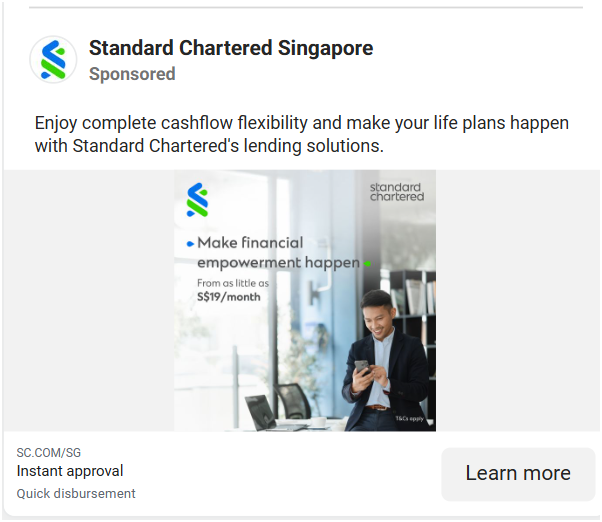 Standard Chartered Singapore
Sponsored
Enjoy complete cashflow flexibility and make your life plans happen
with Standard Chartered's lending solutions.
standard
chartered
Make financial
empowerment happen
From as little as
S$19/month
T&Cs apply
SC.COM/SG
Instant approval
Quick disbursement
Learn more